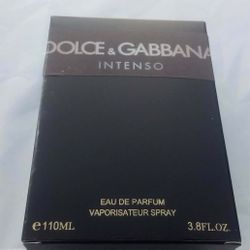 DOLCE & GABBANA
INTENSO
EAU DE PARFUM
VAPORISATEUR SPRAY
℮110ML 3.8FL.OZ.